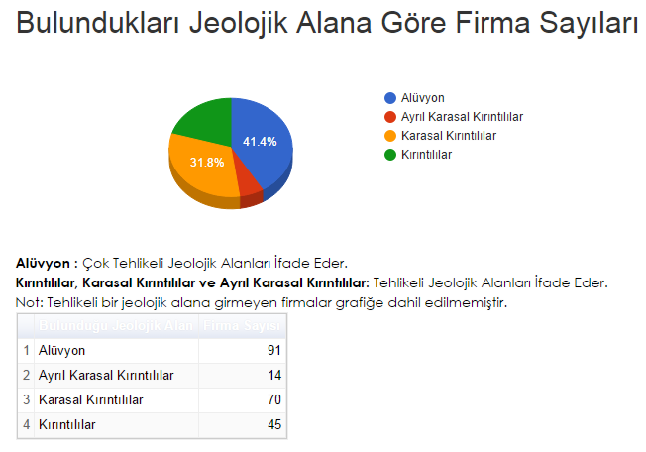 Bulundukları Jeolojik Alana Göre Firma Sayıları
41.4%
31.8%
Alüvyon
Ayrıl Karasal Kırıntılılar
Karasal Kırıntılılar
Kırıntılılar
Alüvyon : Çok Tehlikeli Jeolojik Alanları İfade Eder.
Kırıntılılar, Karasal Kırıntılılar ve Ayrıl Karasal Kırıntılılar: Tehlikeli Jeolojik Alanları İfade Eder.
Not: Tehlikeli bir jeolojik alana girmeyen firmalar grafiğe dahil edilmemiştir.
Bulunduğu Jeolojik Alan Firma Sayısı
1 Alüvyon 91
2 Ayrıl Karasal Kırıntılılar 14
3 Karasal Kırıntılılar 70
4 Kırıntılılar 45